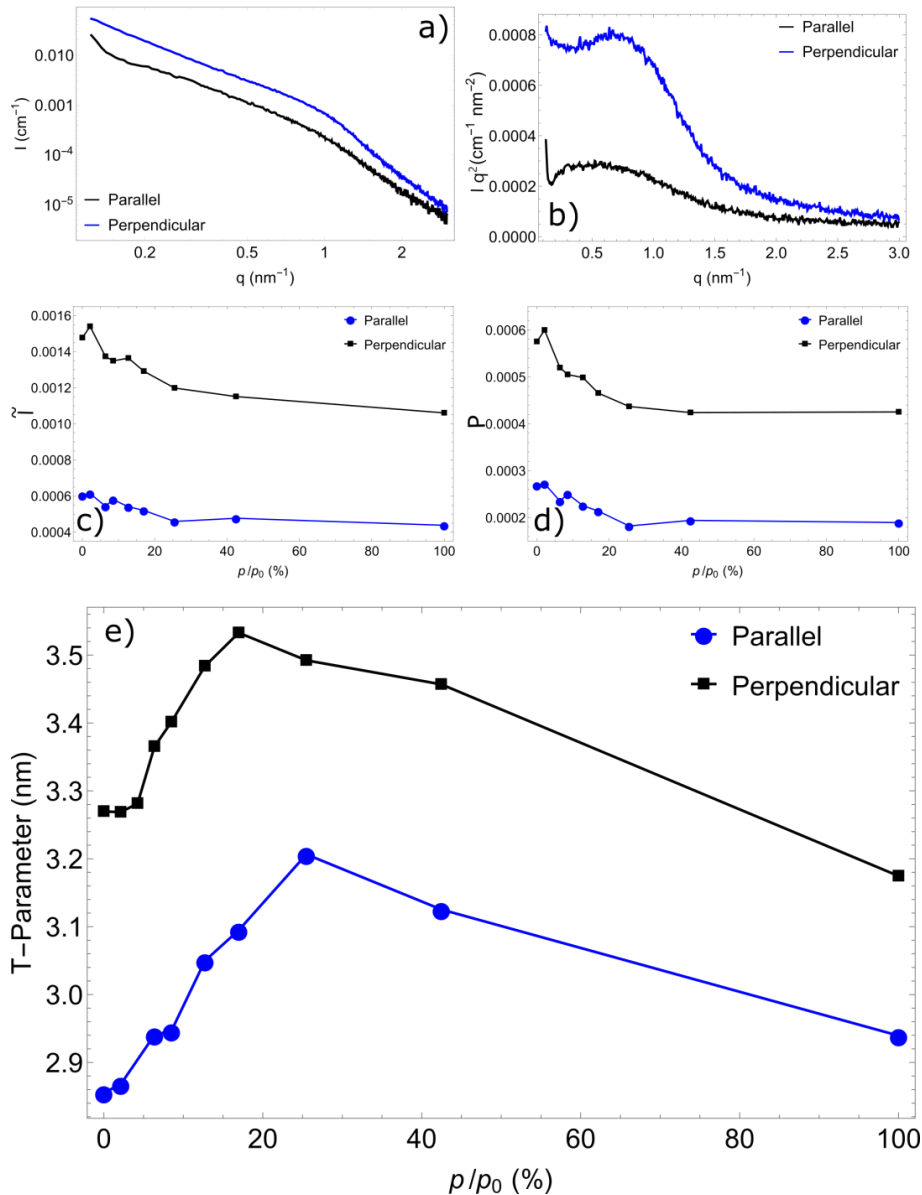 a)
I (cm⁻¹)
0.010
0.001
10⁻⁴
10⁻⁵
Parallel
Perpendicular
0.2 0.5 1 2
q (nm⁻¹)
b)
I q² (cm⁻¹ nm⁻²)
0.0008
0.0006
0.0004
0.0002
0.0000
Parallel
Perpendicular
0.5 1.0 1.5 2.0 2.5 3.0
q (nm⁻¹)
c)
Ĩ
0.0016
0.0014
0.0012
0.0010
0.0008
0.0006
0.0004
Parallel
Perpendicular
0 20 40 60 80 100
p/p₀ (%)
d)
P
0.0006
0.0005
0.0004
0.0003
0.0002
Parallel
Perpendicular
0 20 40 60 80 100
p/p₀ (%)
e)
T-Parameter (nm)
3.5
3.4
3.3
3.2
3.1
3.0
2.9
Parallel
Perpendicular
0 20 40 60 80 100
p/p₀ (%)